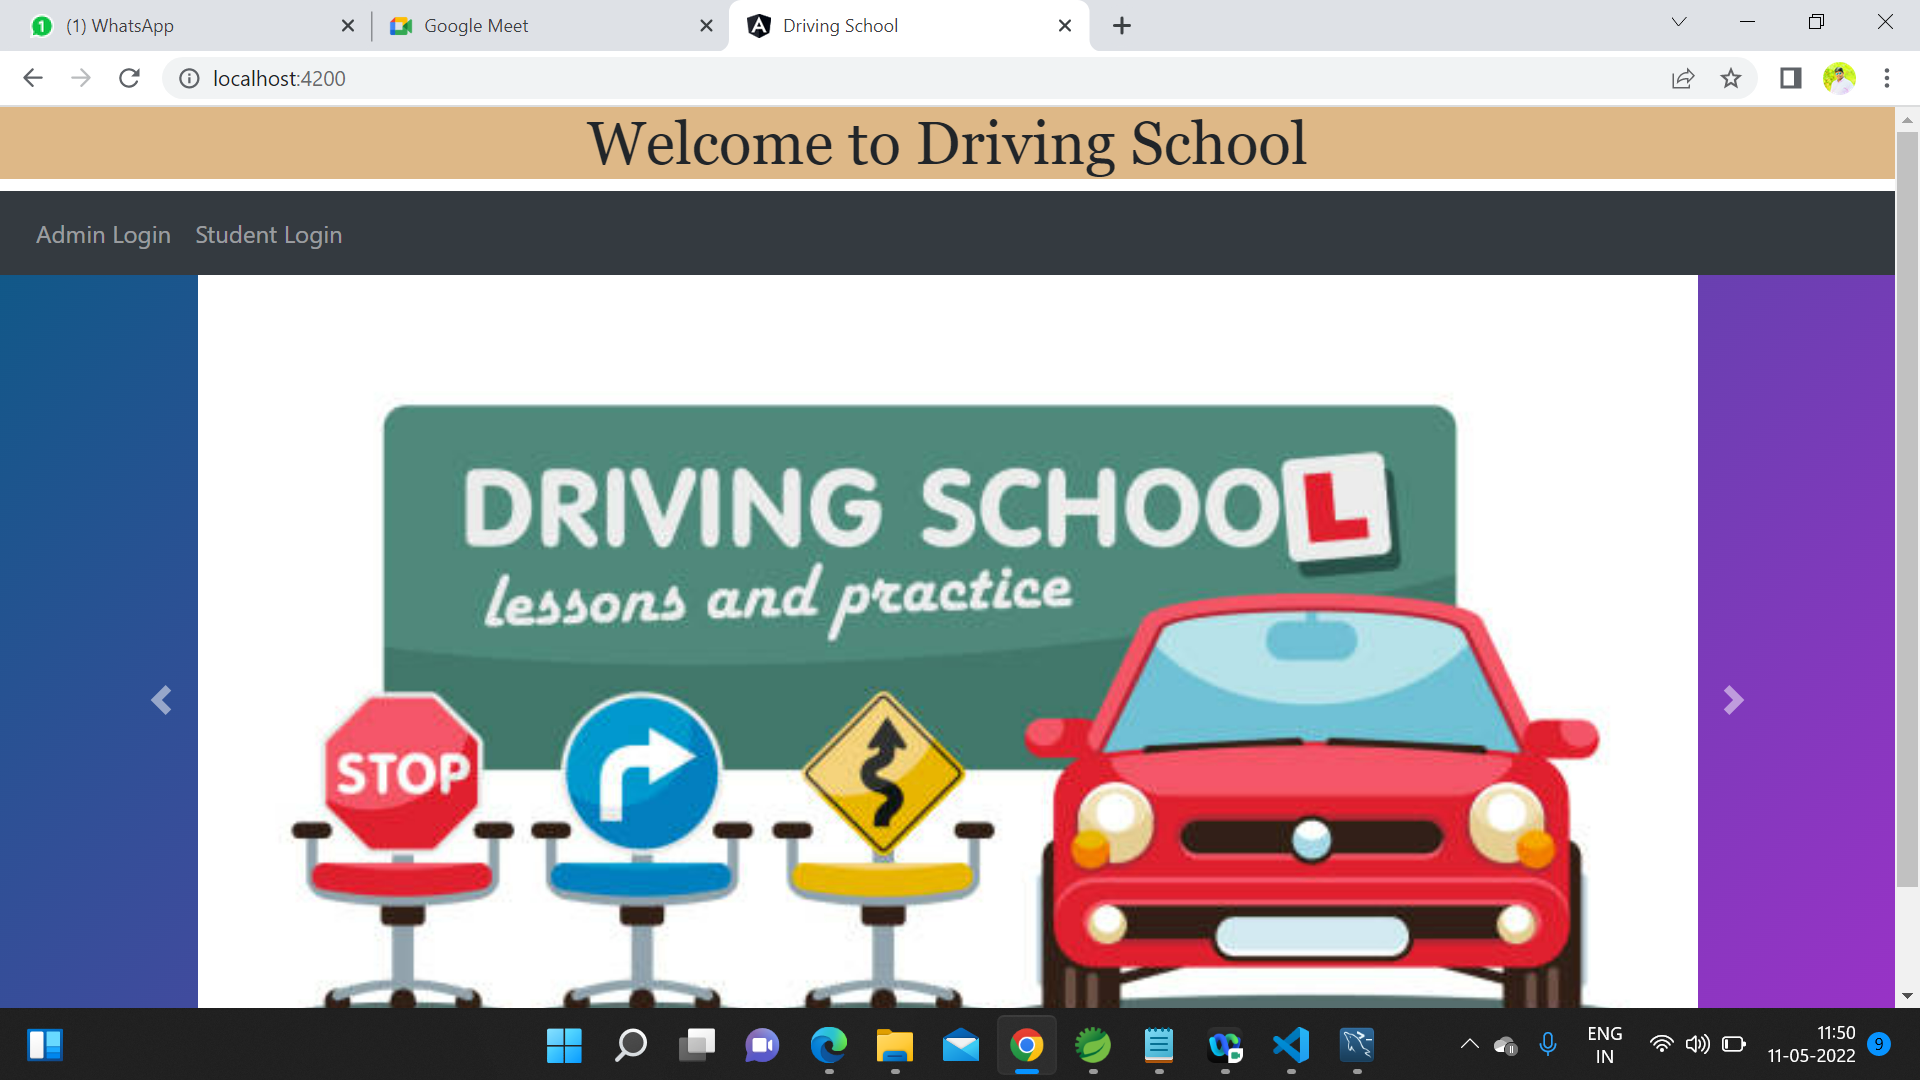 (1) WhatsApp
Google Meet
Driving School
localhost:4200
Welcome to Driving School
Admin Login Student Login
DRIVING SCHOOL
lessons and practice
STOP
ENG
IN
11:50
11-05-2022
9